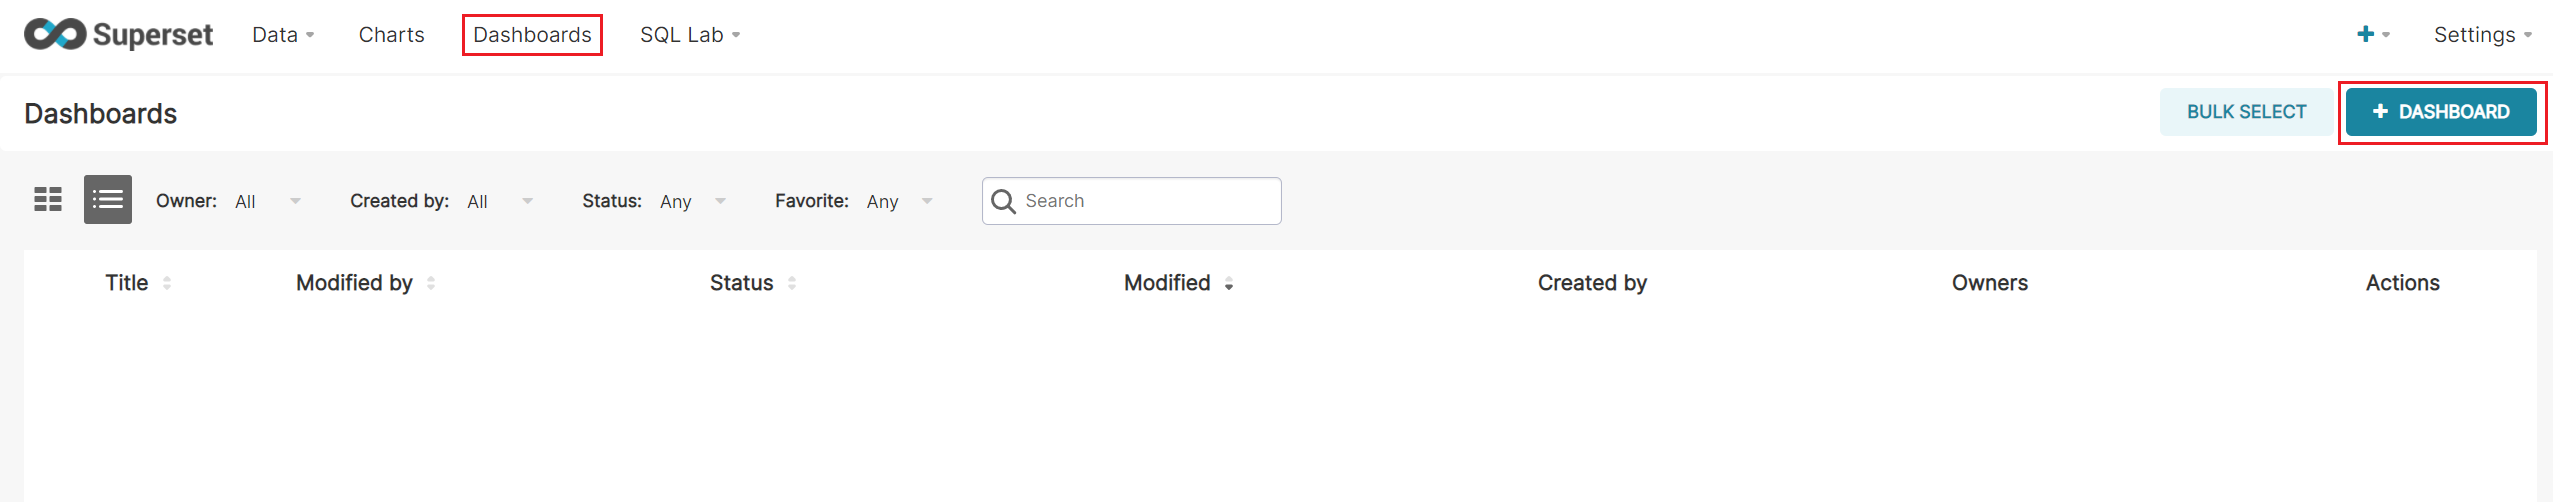 Superset Data Charts Dashboards SQL Lab Settings
Dashboards BULK SELECT + DASHBOARD
Owner: All Created by: All Status: Any Favorite: Any Search
Title Modified by Status Modified Created by Owners Actions